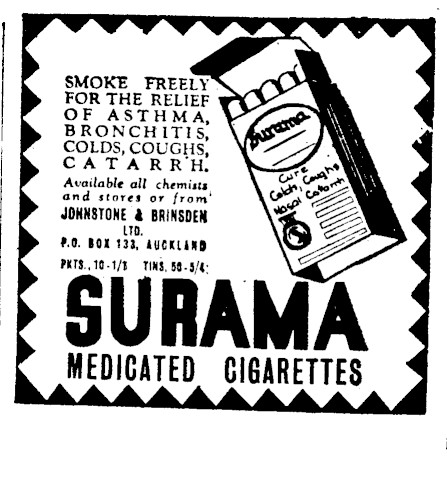 SMOKE FREELY
FOR THE RELIEF
OF ASTHMA,
BRONCHITIS,
COLDS, COUGHS,
CATARRH.
Available all chemists
and stores or from
JOHNSTONE & BRINSDEN
LTD.
P.O. BOX 133, AUCKLAND
PKTS., 10-1/3 TINS, 50-5/4;
Surama
Cure
Colds, Coughs
Nasal Catarrh
SURAMA
MEDICATED CIGARETTES